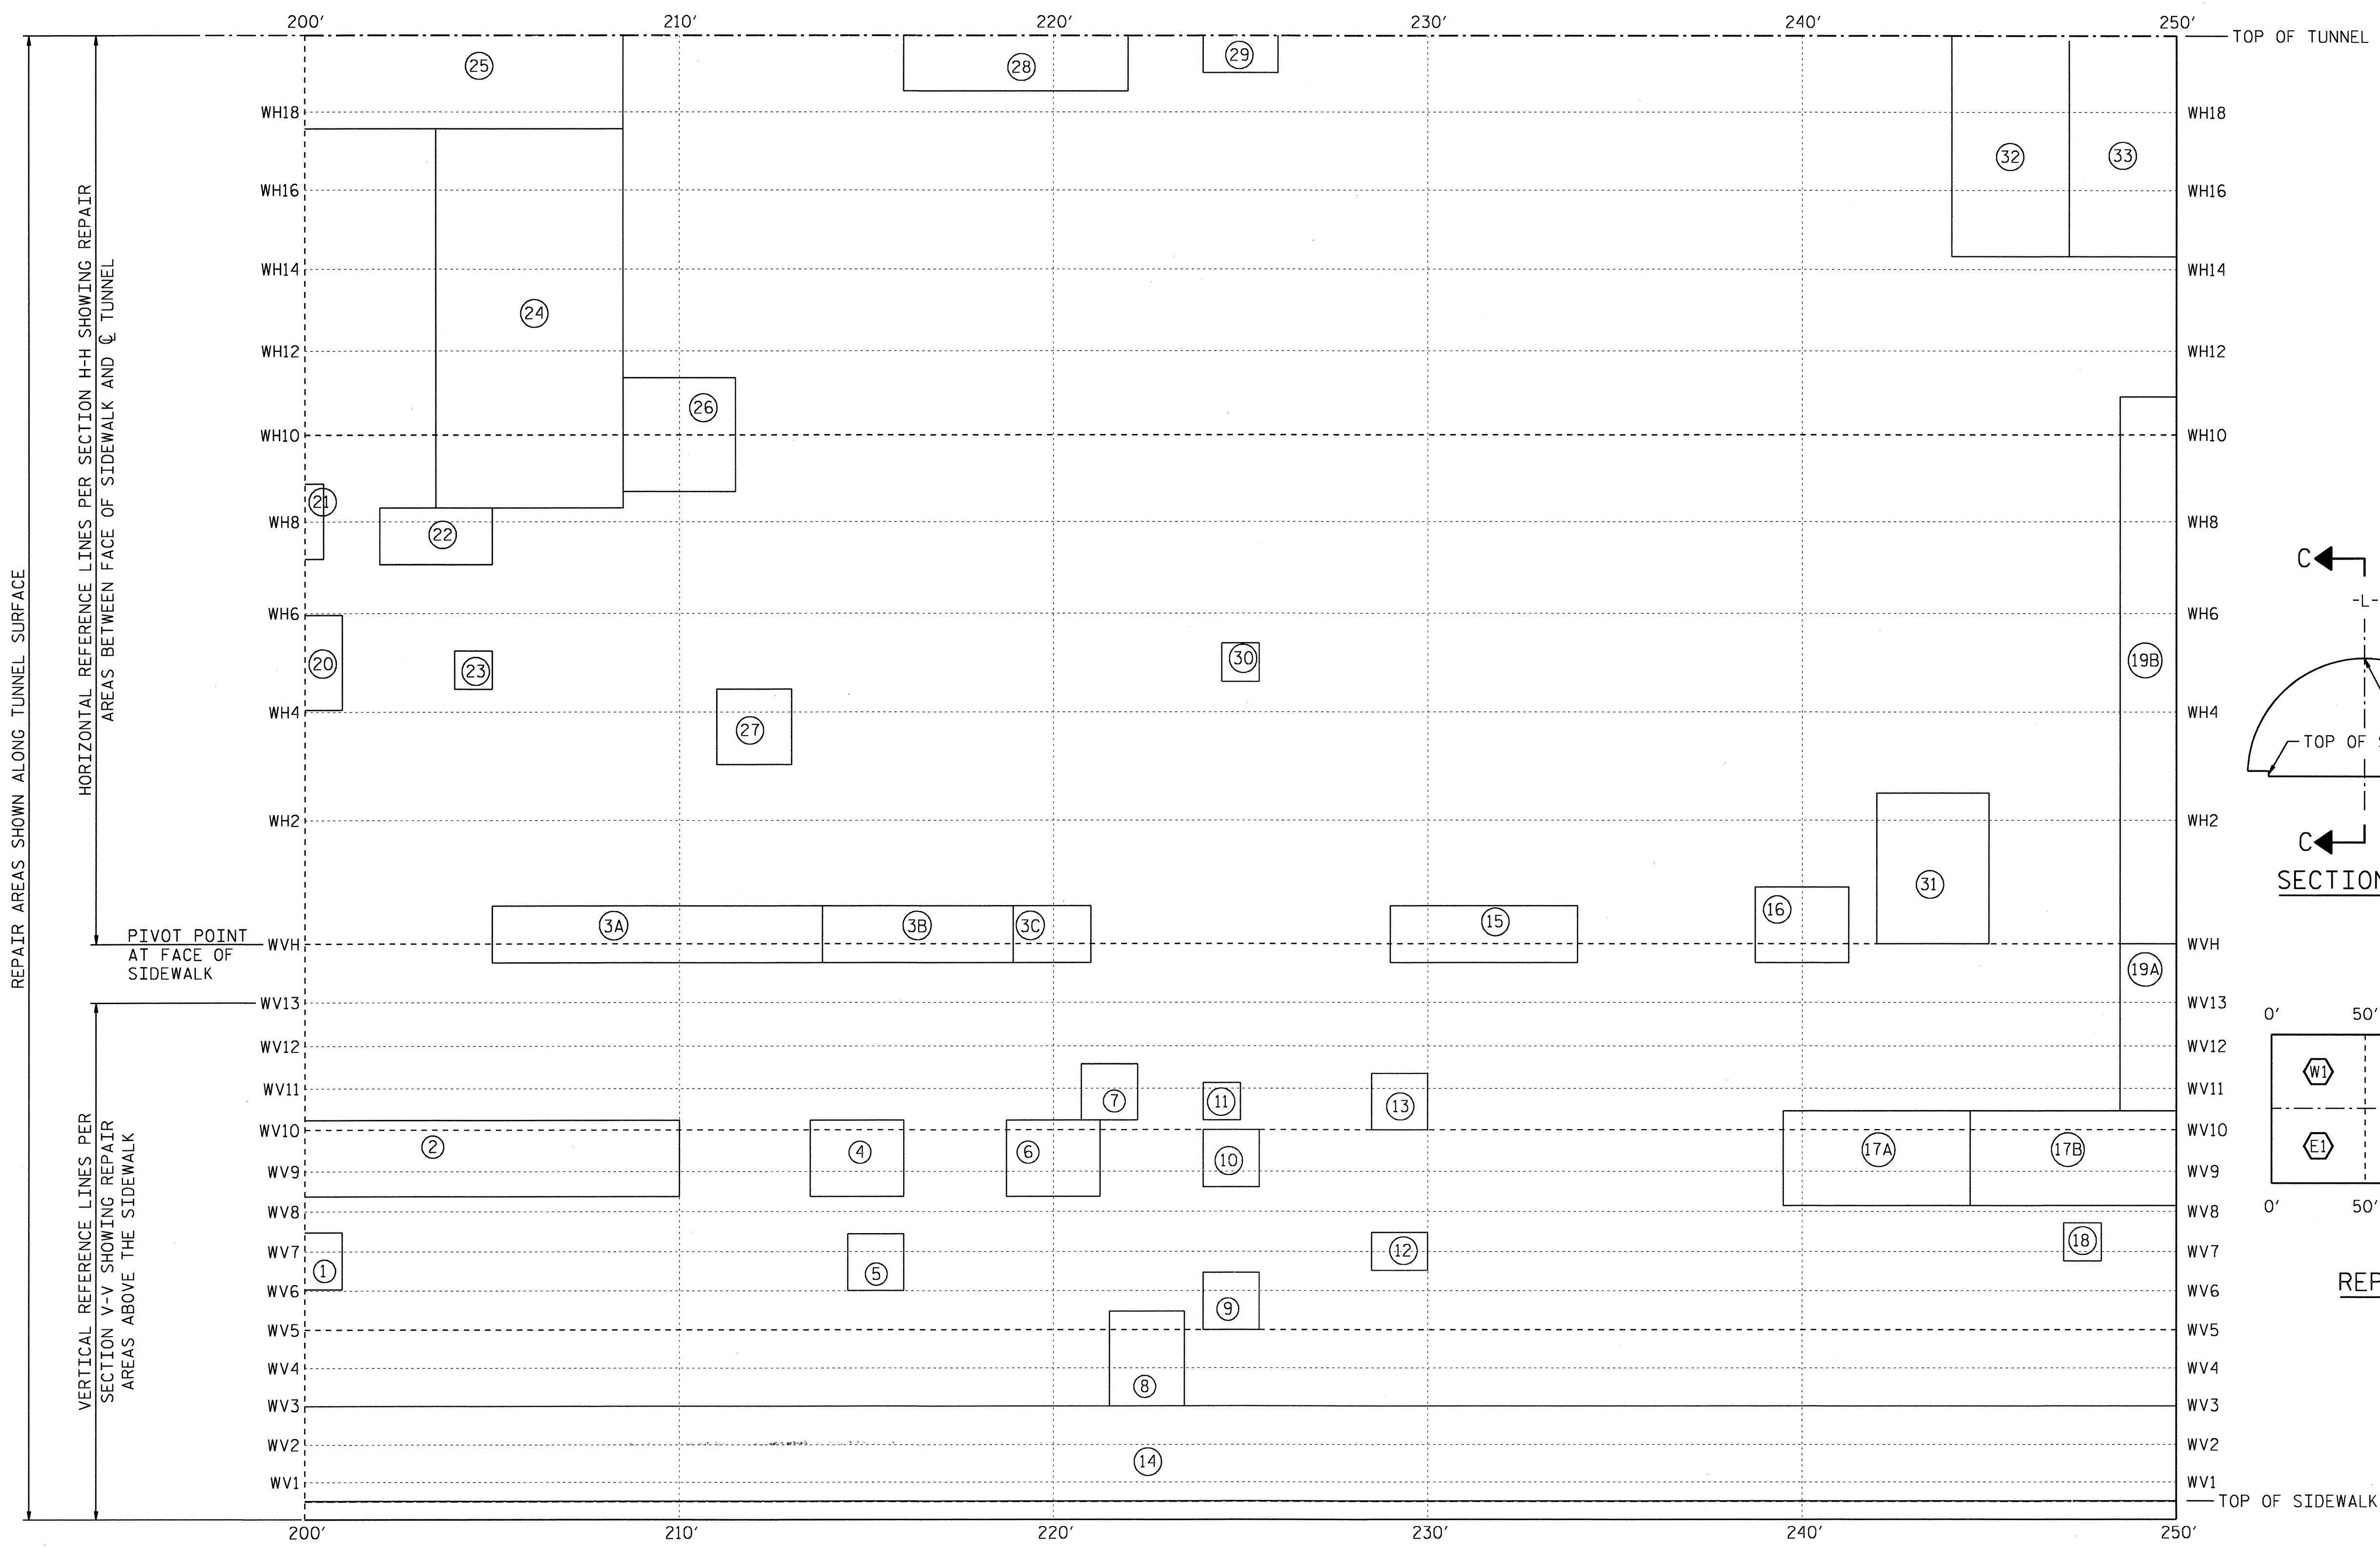 200' 210' 220' 230' 240' 250'
TOP OF TUNNEL
25 28 29
WH18 WH18
32 33
WH16 WH16
WH14 WH14
24
WH12 WH12
26
WH10 WH10
21
WH8 WH8
22
WH6 WH6
20 23 30 19B
WH4 WH4
27
WH2 WH2
31
16
3A 3B 3C 15
PIVOT POINT
AT FACE OF
SIDEWALK
WVH WVH
19A
WV13 WV13
WV12 WV12
WV11 WV11
7 11 13
WV10 WV10
2 4 6 10 17A 17B
WV9 WV9
WV8 WV8
18
WV7 WV7
1 5 12
WV6 WV6
9
WV5 WV5
WV4 WV4
8
WV3 WV3
WV2 WV2
14
WV1 WV1
TOP OF SIDEWALK
200' 210' 220' 230' 240' 250'
REPAIR AREAS SHOWN ALONG TUNNEL SURFACE
HORIZONTAL REFERENCE LINES PER SECTION H-H SHOWING REPAIR
AREAS BETWEEN FACE OF SIDEWALK AND ℄ TUNNEL
VERTICAL REFERENCE LINES PER
SECTION V-V SHOWING REPAIR
AREAS ABOVE THE SIDEWALK
C
-L-
TOP OF S
C
SECTION
0' 50'
W1
E1
0' 50'
REP